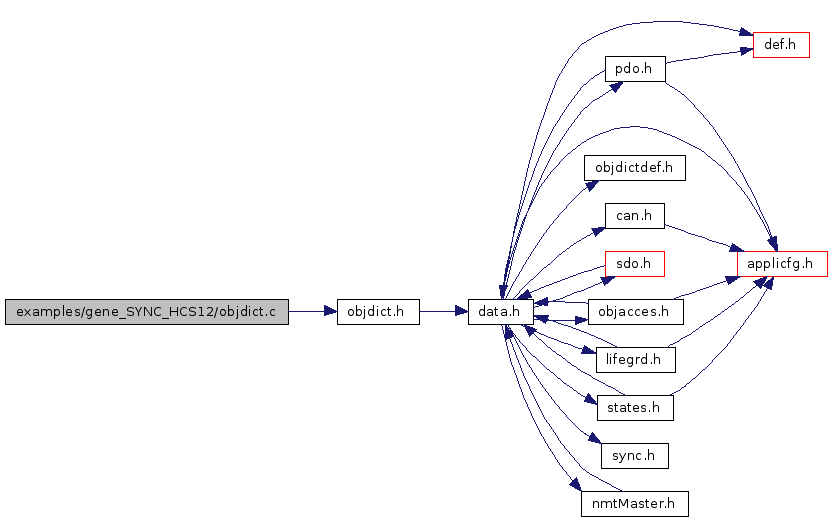 def.h
pdo.h
objdictdef.h
can.h
sdo.h
applicfg.h
examples/gene_SYNC_HCS12/objdict.c
objdict.h
data.h
objacces.h
lifegrd.h
states.h
sync.h
nmtMaster.h